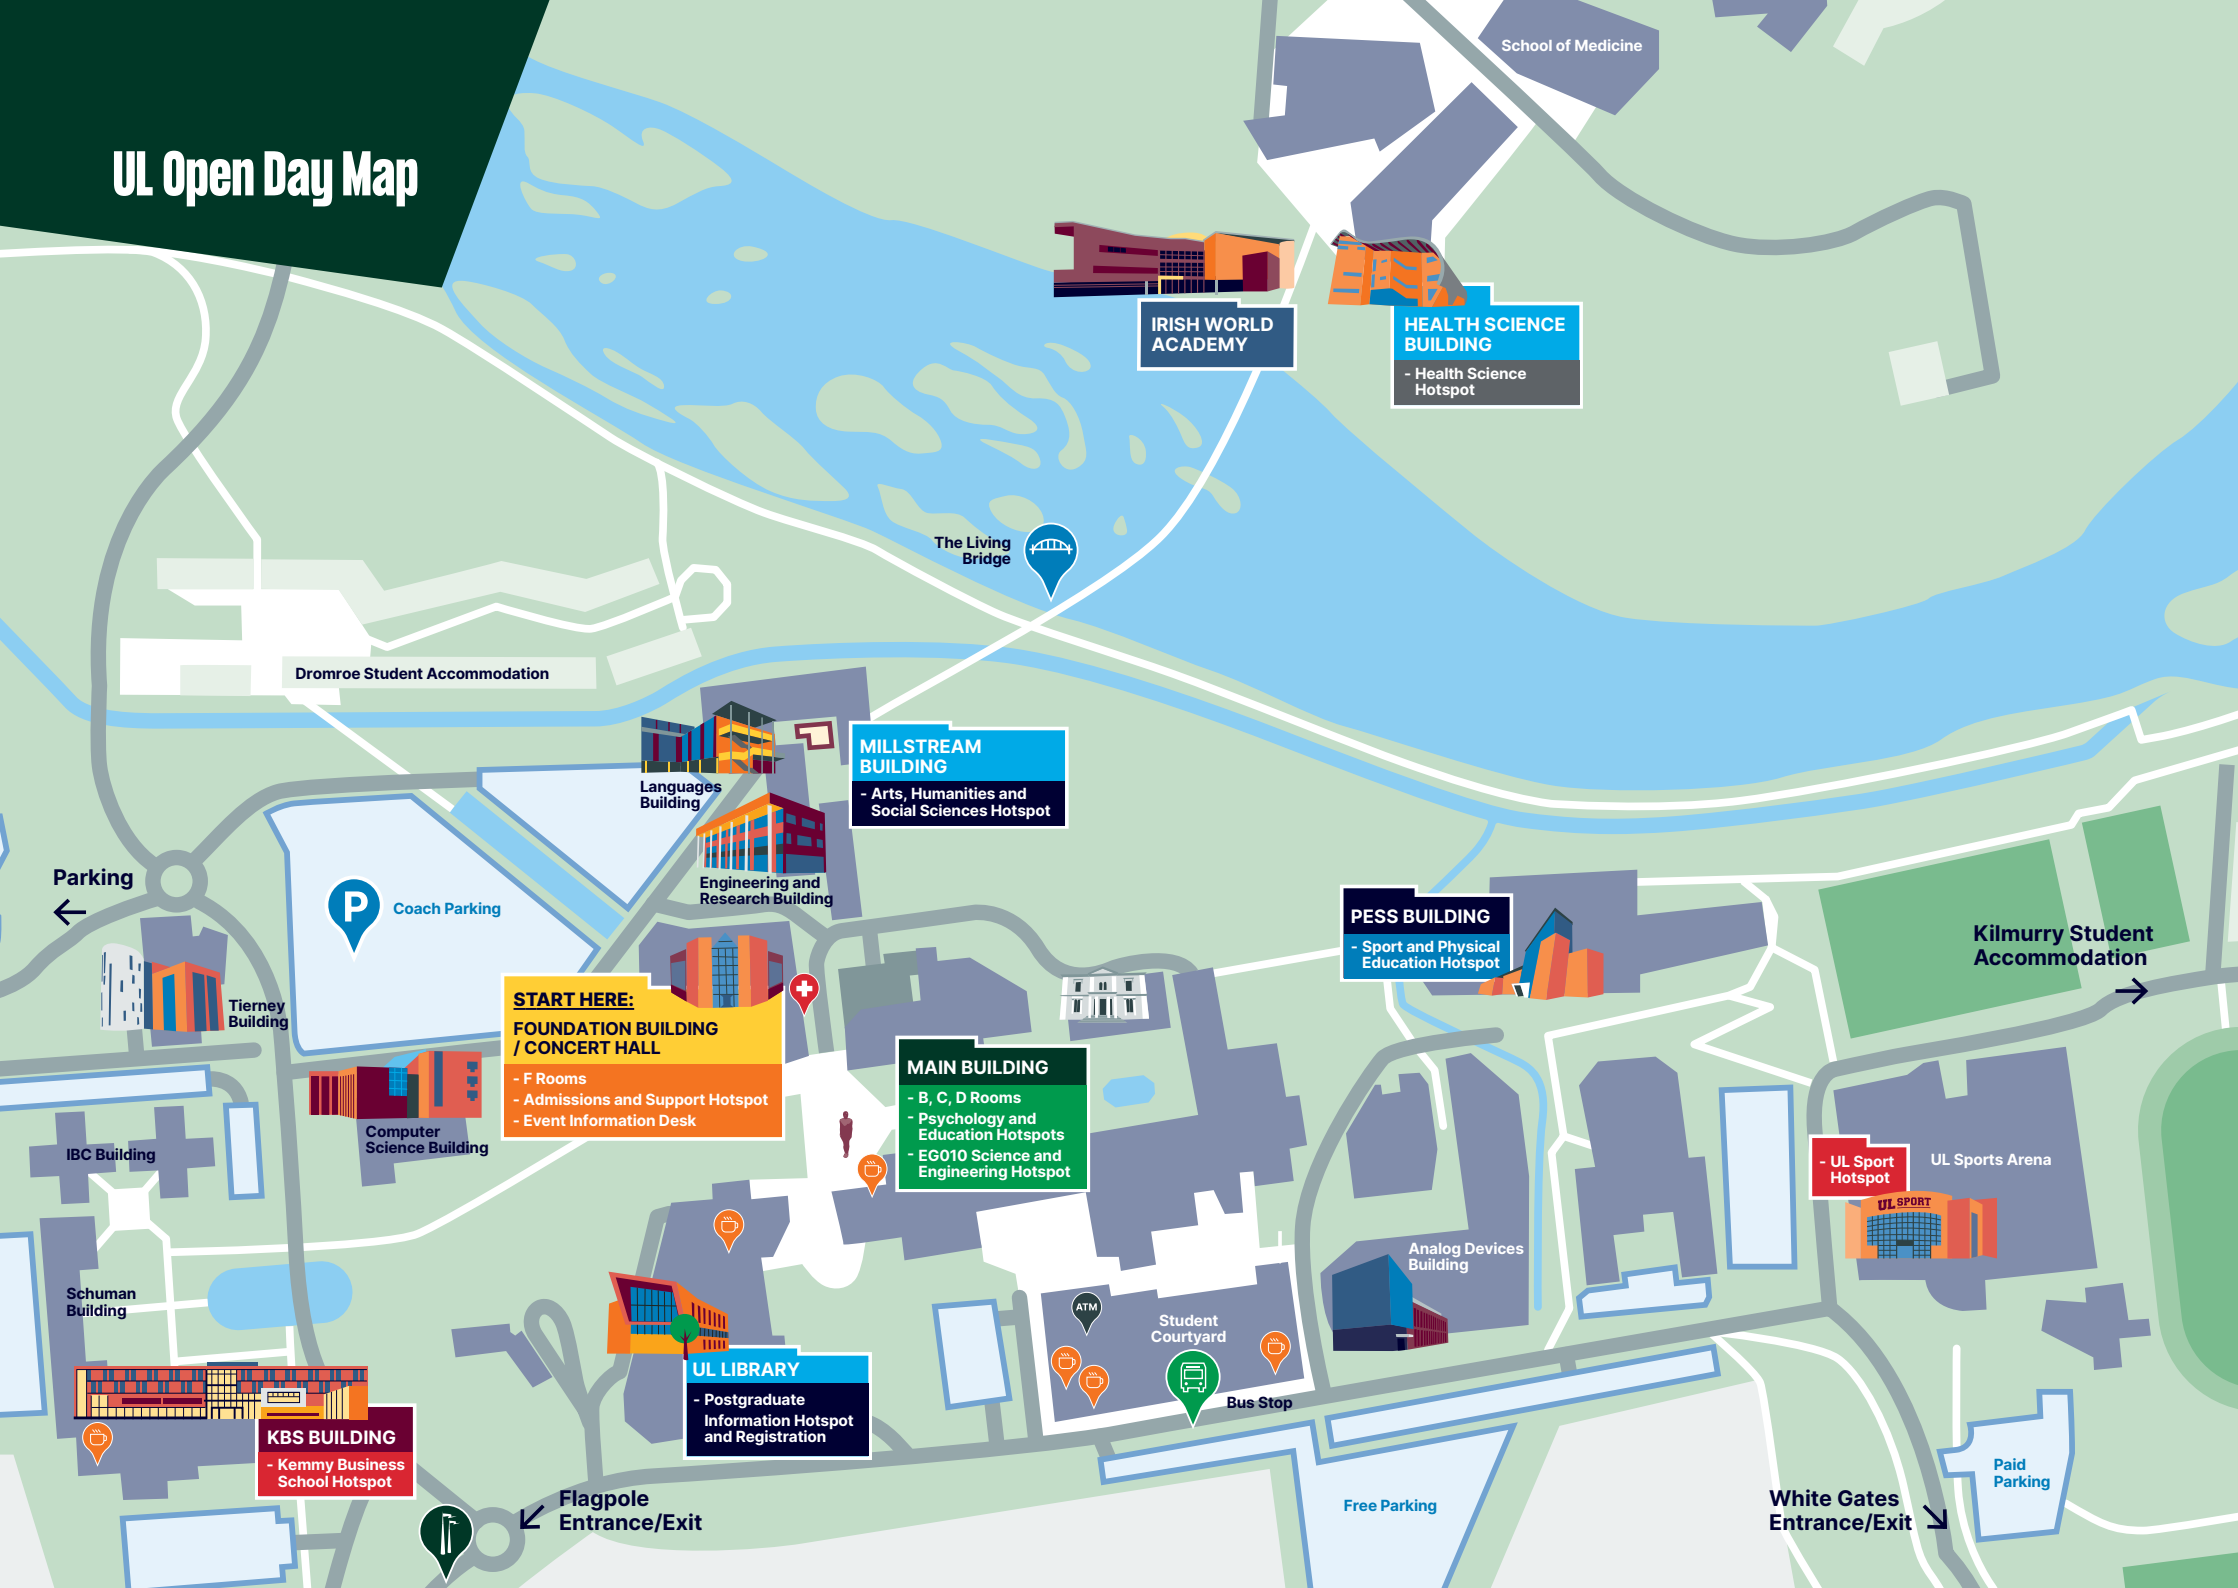 UL Open Day Map
School of Medicine
IRISH WORLD
ACADEMY
HEALTH SCIENCE
BUILDING
- Health Science
Hotspot
The Living
Bridge
Dromroe Student Accommodation
MILLSTREAM
BUILDING
- Arts, Humanities and
Social Sciences Hotspot
Languages
Building
Engineering and
Research Building
Parking
P
Coach Parking
PESS BUILDING
- Sport and Physical
Education Hotspot
Kilmurry Student
Accommodation
Tierney
Building
START HERE:
FOUNDATION BUILDING
/ CONCERT HALL
- F Rooms
- Admissions and Support Hotspot
- Event Information Desk
MAIN BUILDING
- B, C, D Rooms
- Psychology and
Education Hotspots
- EG010 Science and
Engineering Hotspot
Computer
Science Building
IBC Building
- UL Sport
Hotspot
UL Sports Arena
UL SPORT
Analog Devices
Building
Schuman
Building
ATM
Student
Courtyard
Bus Stop
UL LIBRARY
- Postgraduate
Information Hotspot
and Registration
KBS BUILDING
- Kemmy Business
School Hotspot
Flagpole
Entrance/Exit
Free Parking
White Gates
Entrance/Exit
Paid
Parking